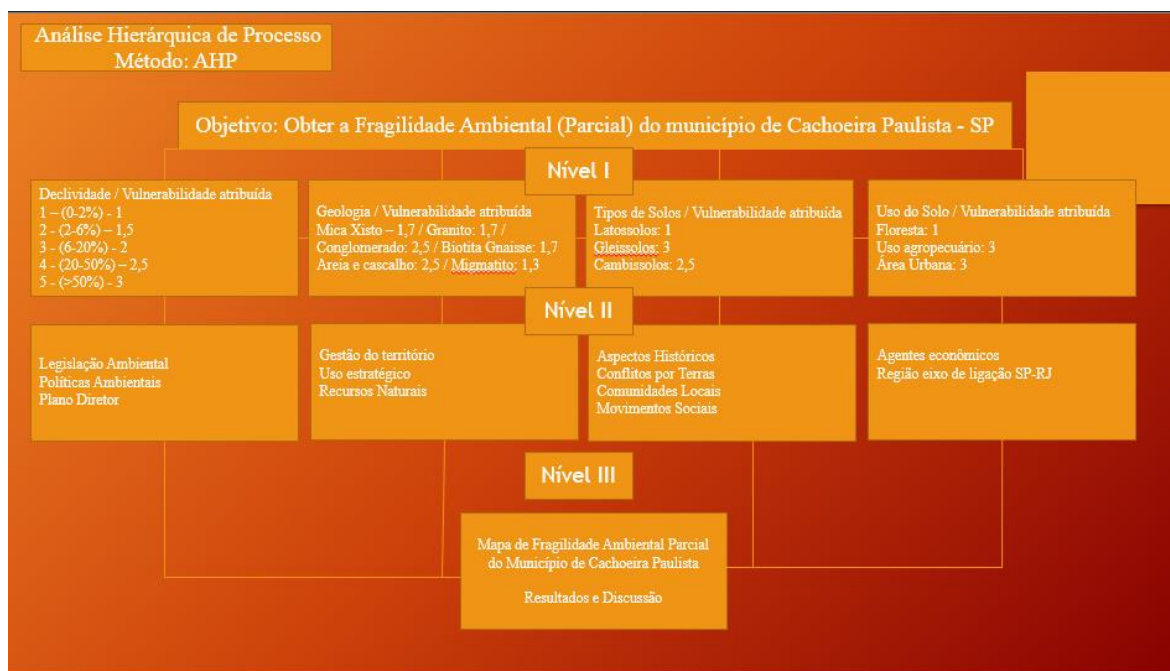 Análise Hierárquica de Processo
Método: AHP
Objetivo: Obter a Fragilidade Ambiental (Parcial) do município de Cachoeira Paulista - SP
Nível I
Declividade / Vulnerabilidade atribuída
1 – (0-2%) - 1
2 - (2-6%) – 1,5
3 - (6-20%) - 2
4 - (20-50%) – 2,5
5 - (>50%) - 3
Geologia / Vulnerabilidade atribuída
Mica Xisto – 1,7 / Granito: 1,7 /
Conglomerado: 2,5 / Biotita Gnaisse: 1,7
Areia e cascalho: 2,5 / Migmatito: 1,3
Tipos de Solos / Vulnerabilidade atribuída
Latossolos: 1
Gleissolos: 3
Cambissolos: 2,5
Uso do Solo / Vulnerabilidade atribuída
Floresta: 1
Uso agropecuário: 3
Área Urbana: 3
Nível II
Legislação Ambiental
Políticas Ambientais
Plano Diretor
Gestão do território
Uso estratégico
Recursos Naturais
Aspectos Históricos
Conflitos por Terras
Comunidades Locais
Movimentos Sociais
Agentes econômicos
Região eixo de ligação SP-RJ
Nível III
Mapa de Fragilidade Ambiental Parcial
do Município de Cachoeira Paulista
Resultados e Discussão